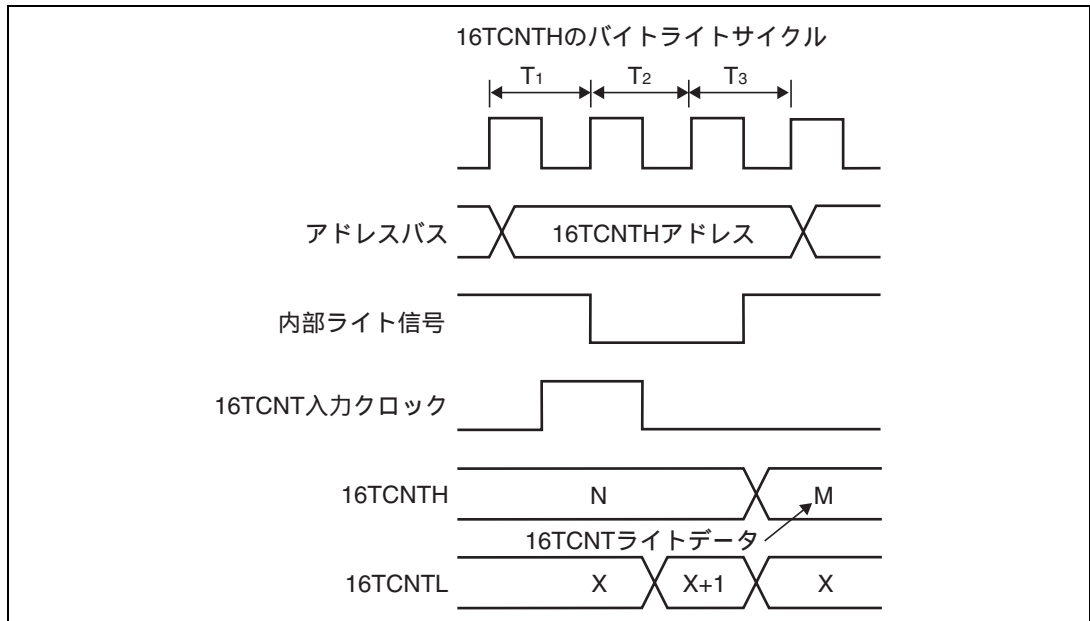 16TCNTHのバイトライトサイクル
T1 T2 T3
アドレスバス 16TCNTHアドレス
内部ライト信号
16TCNT入力クロック
16TCNTH N M
16TCNTライトデータ
16TCNTL X X+1 X